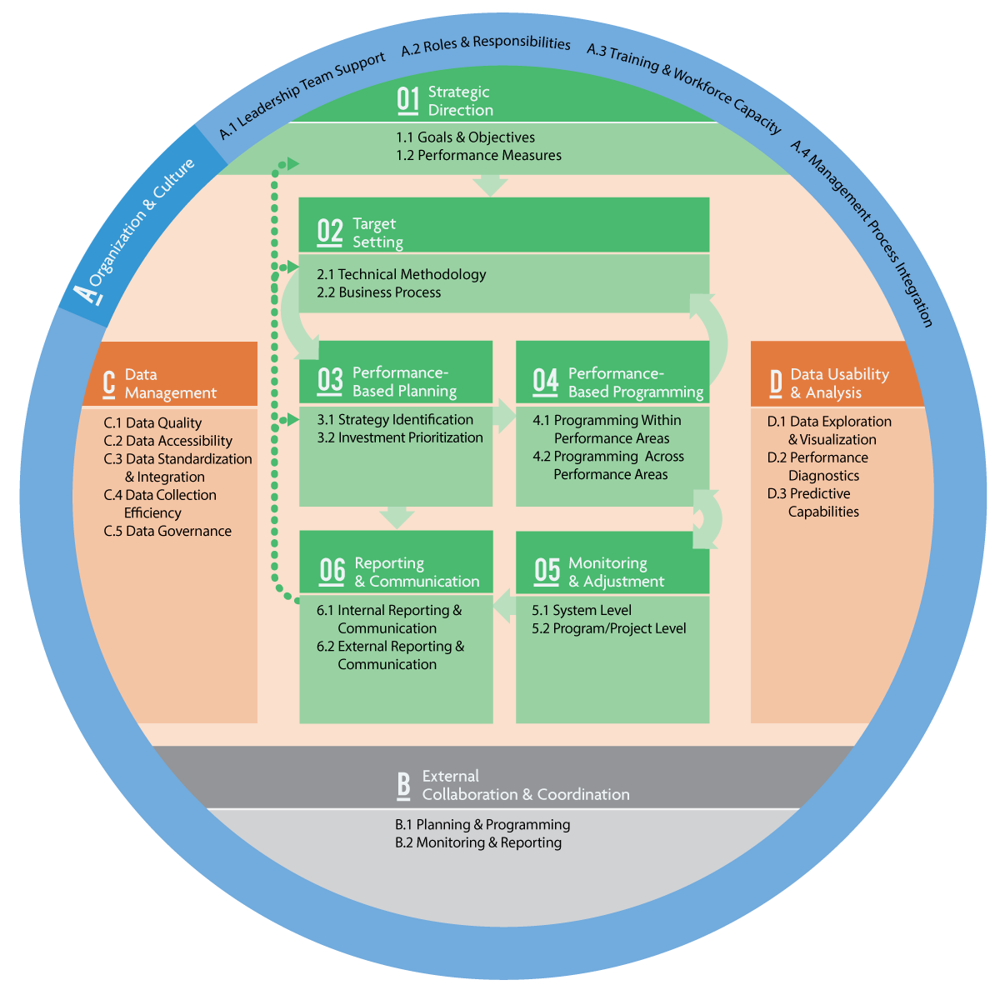 A.1 Leadership Team Support
A.2 Roles & Responsibilities
A.3 Training & Workforce Capacity
A.4 Management Process Integration
A Organization & Culture
01 Strategic
Direction
1.1 Goals & Objectives
1.2 Performance Measures
02 Target
Setting
2.1 Technical Methodology
2.2 Business Process
C Data
Management
C.1 Data Quality
C.2 Data Accessibility
C.3 Data Standardization
& Integration
C.4 Data Collection
Efficiency
C.5 Data Governance
03 Performance-
Based Planning
3.1 Strategy Identification
3.2 Investment Prioritization
04 Performance-
Based Programming
4.1 Programming Within
Performance Areas
4.2 Programming Across
Performance Areas
D Data Usability
& Analysis
D.1 Data Exploration
& Visualization
D.2 Performance
Diagnostics
D.3 Predictive
Capabilities
06 Reporting
& Communication
6.1 Internal Reporting &
Communication
6.2 External Reporting &
Communication
05 Monitoring
& Adjustment
5.1 System Level
5.2 Program/Project Level
B External
Collaboration & Coordination
B.1 Planning & Programming
B.2 Monitoring & Reporting